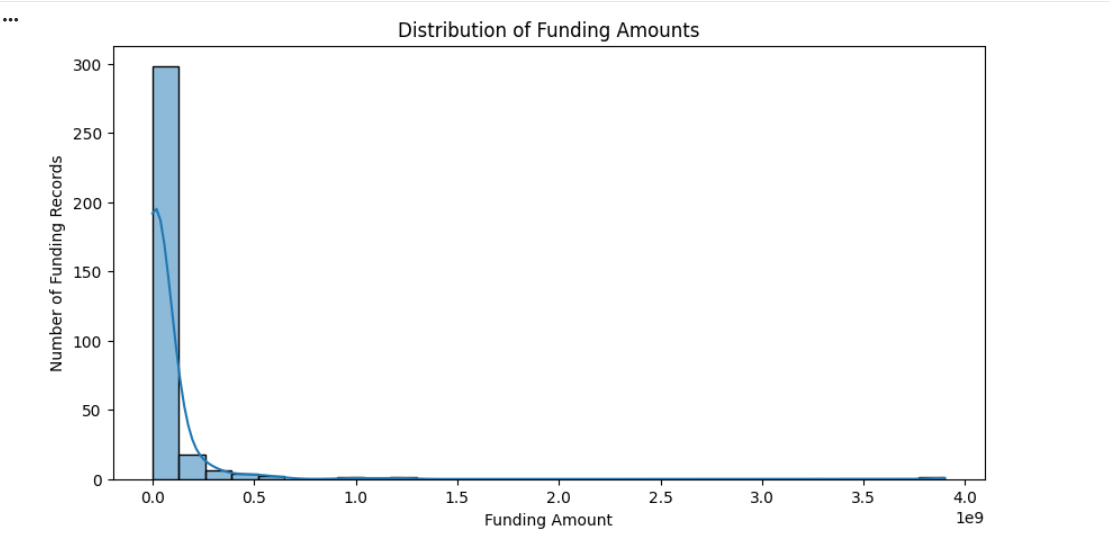 ...
Distribution of Funding Amounts
300
250
200
150
100
50
0
Number of Funding Records
0.0 0.5 1.0 1.5 2.0 2.5 3.0 3.5 4.0
1e9
Funding Amount